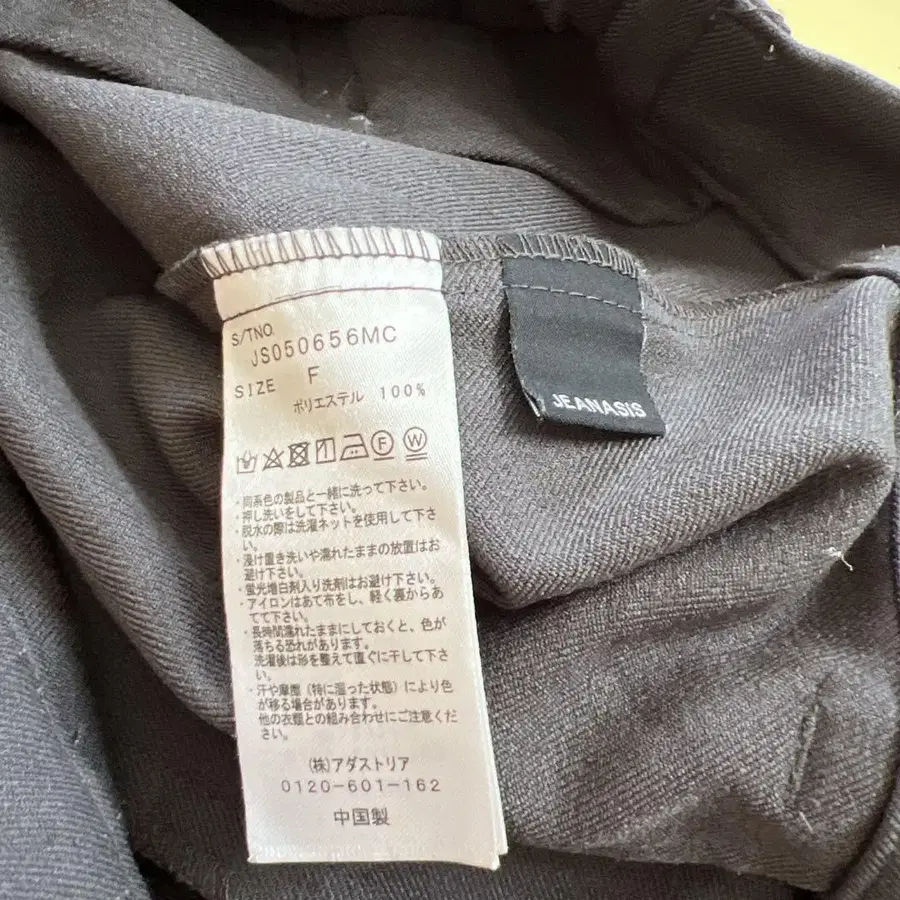 S/TNO.
JS050656MC
SIZE F
ポリエステル 100%
F W
・同系色の製品と一緒に洗って下さい。
・押し洗いをして下さい。
・脱水の際は洗濯ネットを使用して下さ
い。
・浸け置き洗いや濡れたままの放置はお
避け下さい。
・蛍光増白剤入り洗剤はお避け下さい。
・アイロンはあて布をし、軽く裏からあ
てて下さい。
・長時間濡れたままにしておくと、色が
落ちる恐れがあります。
洗濯後は形を整えて直ぐに干して下さ
い。
・汗や摩擦（特に湿った状態）により色
が移る場合があります。
他の衣類との組み合わせにご注意くだ
さい。
(株)アダストリア
0120-601-162
中国製
JEANASIS